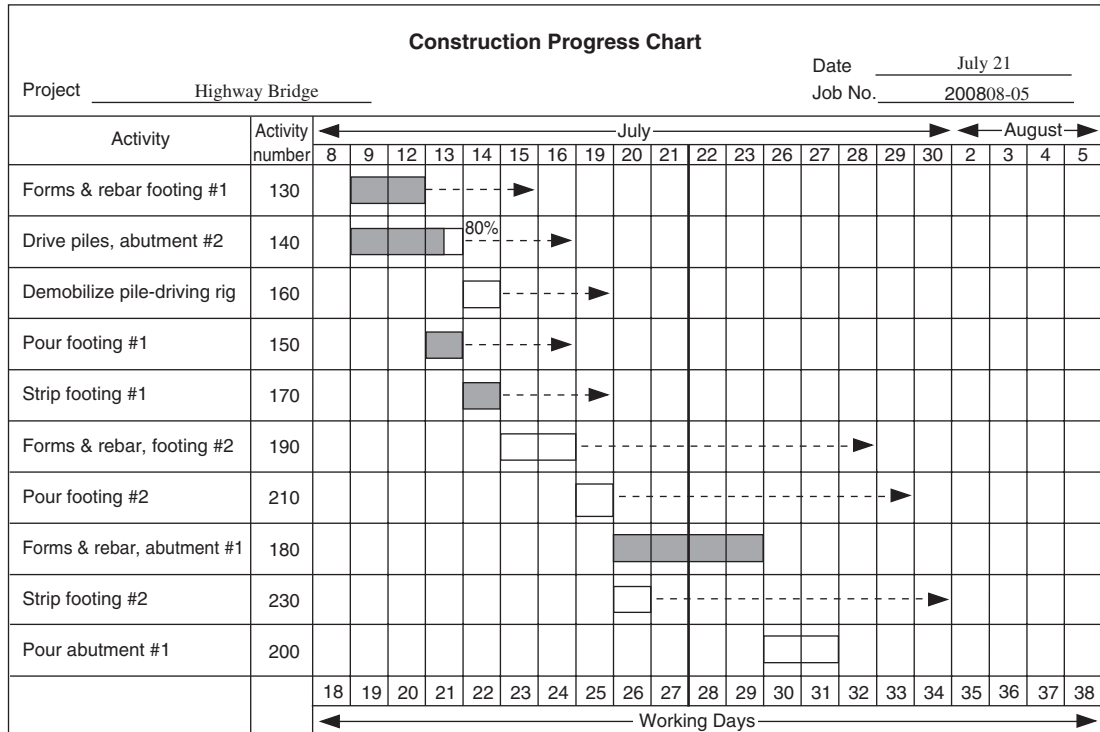 Construction Progress Chart
Date July 21
Project Highway Bridge
Job No. 200808-05
Activity
Activity number
July
August
8 9 12 13 14 15 16 19 20 21 22 23 26 27 28 29 30 2 3 4 5
Forms & rebar footing #1 130
Drive piles, abutment #2 140 80%
Demobilize pile-driving rig 160
Pour footing #1 150
Strip footing #1 170
Forms & rebar, footing #2 190
Pour footing #2 210
Forms & rebar, abutment #1 180
Strip footing #2 230
Pour abutment #1 200
18 19 20 21 22 23 24 25 26 27 28 29 30 31 32 33 34 35 36 37 38
Working Days